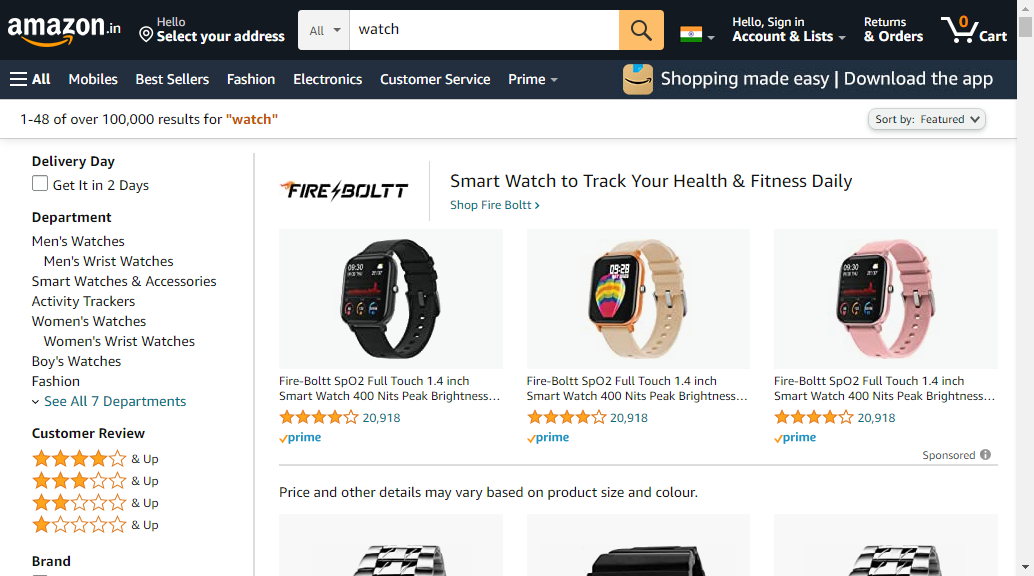 amazon.in
Hello
Select your address
All
watch
Hello, Sign in
Account & Lists
Returns
& Orders
0
Cart
All
Mobiles
Best Sellers
Fashion
Electronics
Customer Service
Prime
Shopping made easy | Download the app
1-48 of over 100,000 results for "watch"
Sort by: Featured
Delivery Day
Get It in 2 Days
Department
Men's Watches
Men's Wrist Watches
Smart Watches & Accessories
Activity Trackers
Women's Watches
Women's Wrist Watches
Boy's Watches
Fashion
See All 7 Departments
Customer Review
& Up
& Up
& Up
& Up
Brand
FIRE BOLTT
Smart Watch to Track Your Health & Fitness Daily
Shop Fire Boltt ›
09:30
09:28
09:30
Fire-Boltt SpO2 Full Touch 1.4 inch
Smart Watch 400 Nits Peak Brightness…
20,918
prime
Fire-Boltt SpO2 Full Touch 1.4 inch
Smart Watch 400 Nits Peak Brightness…
20,918
prime
Fire-Boltt SpO2 Full Touch 1.4 inch
Smart Watch 400 Nits Peak Brightness…
20,918
prime
Sponsored
Price and other details may vary based on product size and colour.